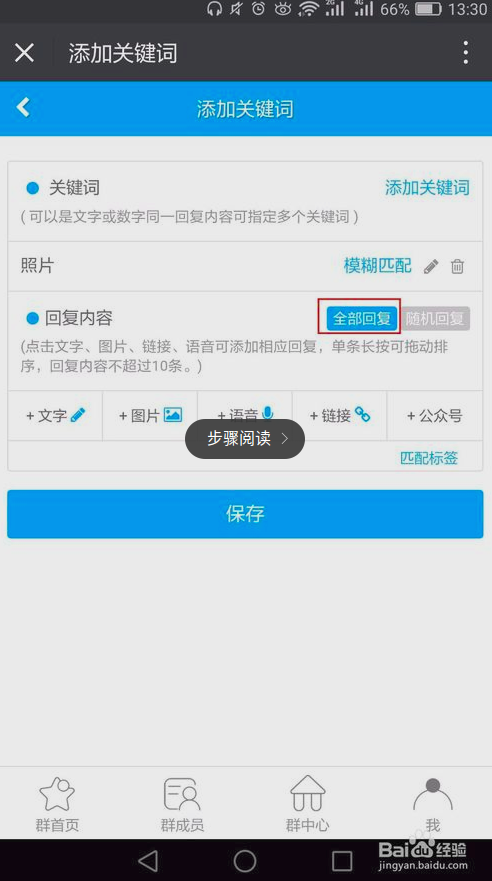 2G 4G 66% 13:30
添加关键词
添加关键词
关键词 添加关键词
(可以是文字或数字同一回复内容可指定多个关键词)
照片 模糊匹配
回复内容 全部回复 随机回复
(点击文字、图片、链接、语音可添加相应回复，单条长按可拖动排
序，回复内容不超过10条。)
+文字 +图片 +语音 +链接 +公众号
步骤阅读
匹配标签
保存
群首页 群成员 群中心 我
Baidu 经验
jingyan.baidu.com